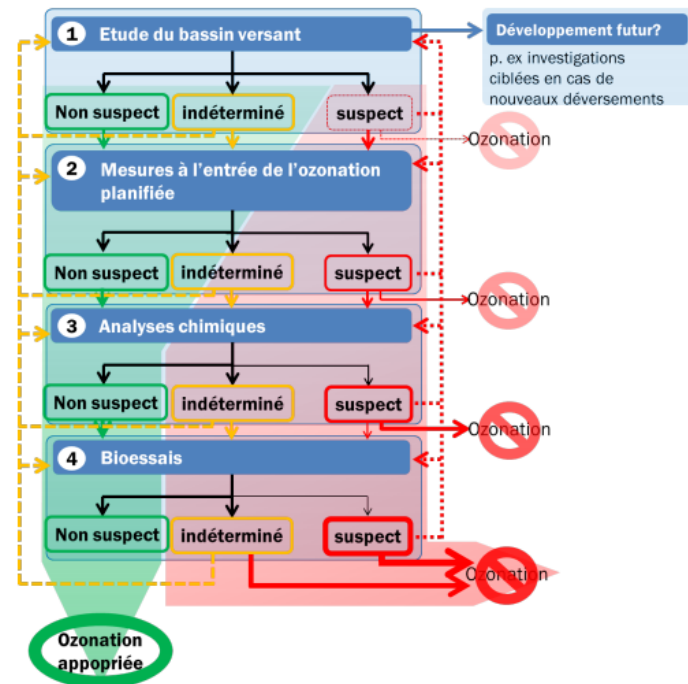 1 Etude du bassin versant
Développement futur?
p. ex investigations
ciblées en cas de
nouveaux déversements
Non suspect
indéterminé
suspect
Ozonation
2 Mesures à l'entrée de l'ozonation
planifiée
Non suspect
indéterminé
suspect
Ozonation
3 Analyses chimiques
Non suspect
indéterminé
suspect
Ozonation
4 Bioessais
Non suspect
indéterminé
suspect
Ozonation
Ozonation
appopriée